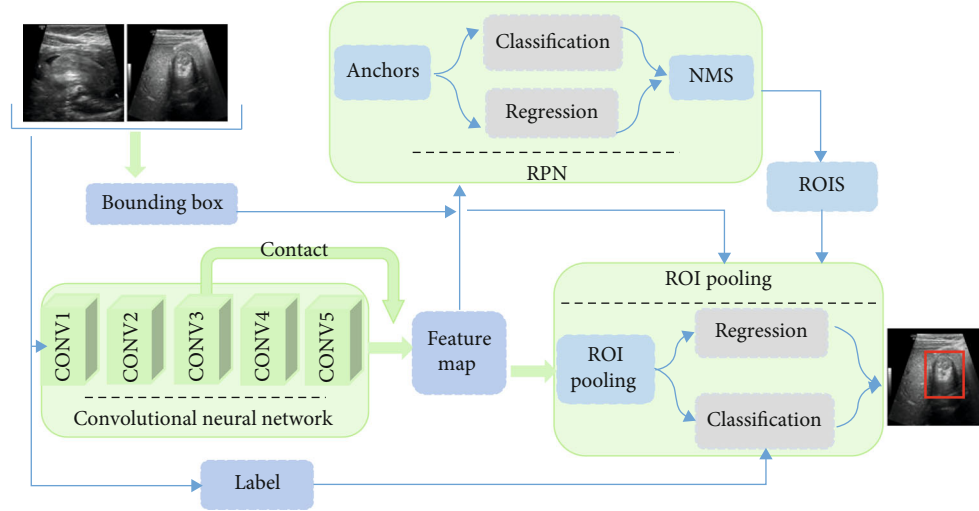 Classification
Anchors
NMS
Regression
RPN
ROIS
Bounding box
Contact
CONV1
CONV2
CONV3
CONV4
CONV5
Convolutional neural network
Feature
map
ROI pooling
Regression
ROI
pooling
Classification
Label